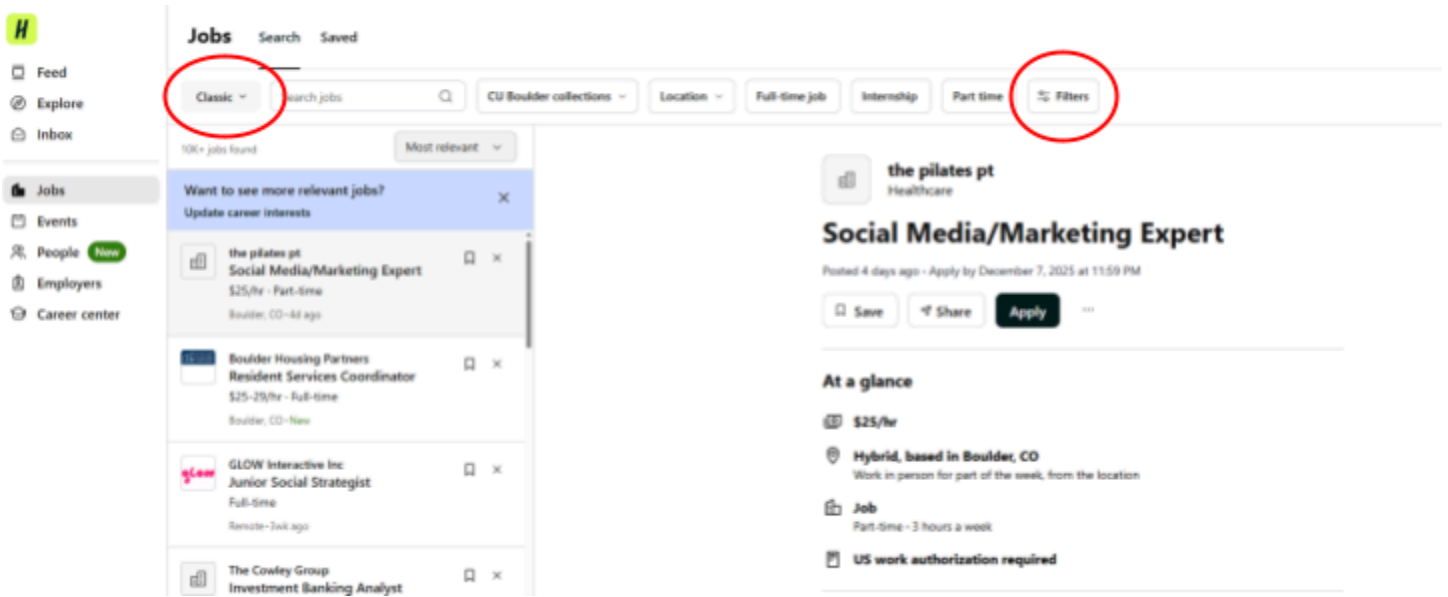 H
Feed
Explore
Inbox
Jobs
Events
People New
Employers
Career center
Jobs Search Saved
Classic Search jobs CU Boulder collections Location Full-time job Internship Part time Filters
10K+ jobs found Most relevant
Want to see more relevant jobs?
Update career interests
the pilates pt
Social Media/Marketing Expert
$25/hr · Part-time
Boulder, CO · 4d ago
Boulder Housing Partners
Resident Services Coordinator
$25–29/hr · Full-time
Boulder, CO · New
glow
GLOW Interactive Inc
Junior Social Strategist
Full-time
Remote · 3wk ago
The Cowley Group
Investment Banking Analyst
the pilates pt
Healthcare
Social Media/Marketing Expert
Posted 4 days ago · Apply by December 7, 2025 at 11:59 PM
Save Share Apply ...
At a glance
$25/hr
Hybrid, based in Boulder, CO
Work in person for part of the week, from the location
Job
Part-time · 3 hours a week
US work authorization required